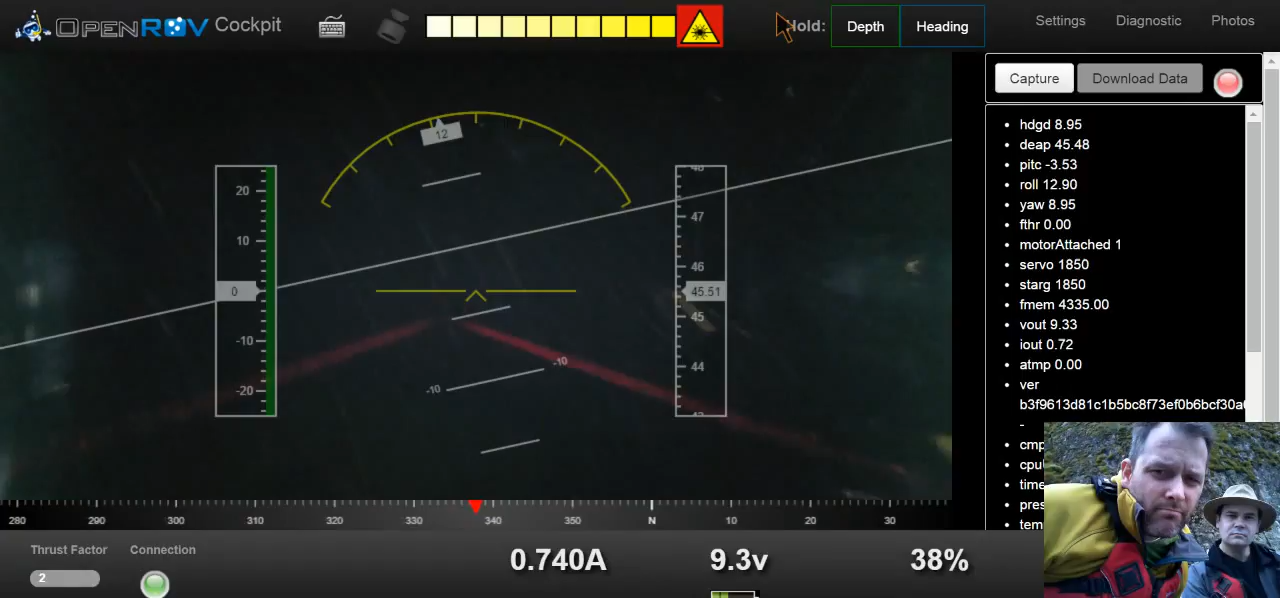 OPENROV Cockpit
Hold:
Depth
Heading
Settings
Diagnostic
Photos
Capture
Download Data
hdgd 8.95
deap 45.48
pitc -3.53
roll 12.90
yaw 8.95
fthr 0.00
motorAttached 1
servo 1850
starg 1850
fmem 4335.00
vout 9.33
iout 0.72
atmp 0.00
ver
-
12
20
10
0
-10
-20
48
47
46
45.51
45
44
-10
-10
280 290 300 310 320 330 340 350 N 10 20 30
Thrust Factor
2
Connection
0.740A
9.3v
38%